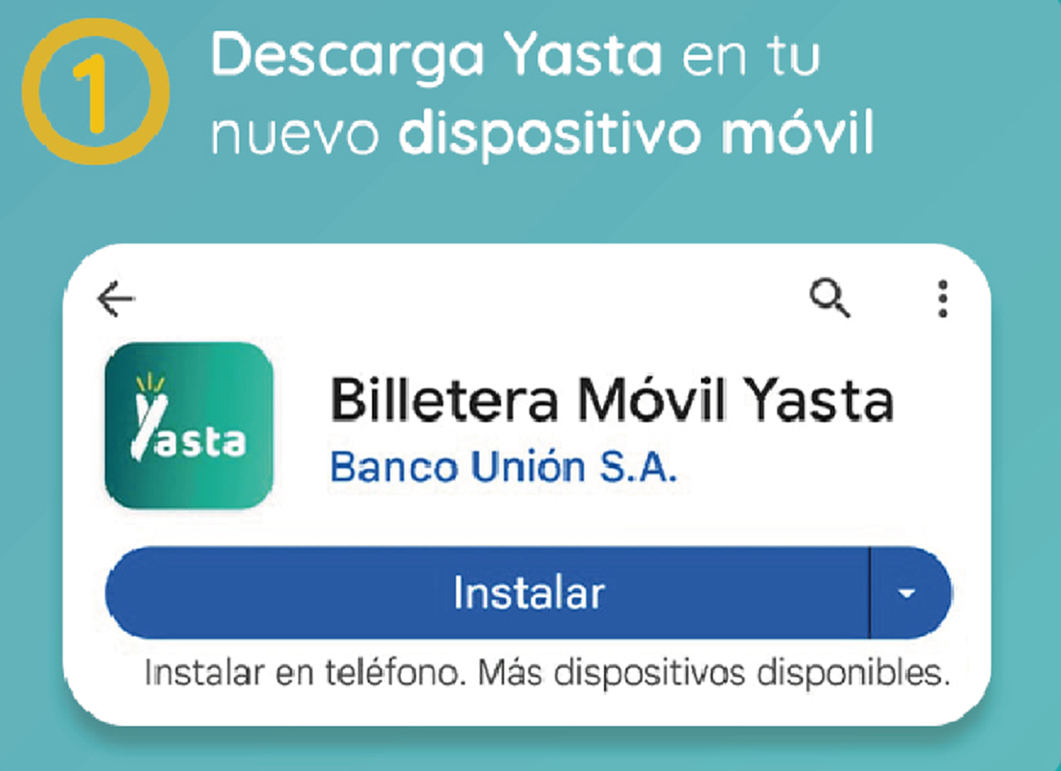 1
Descarga Yasta en tu
nuevo dispositivo móvil
Yasta
Billetera Móvil Yasta
Banco Unión S.A.
Instalar
Instalar en teléfono. Más dispositivos disponibles.